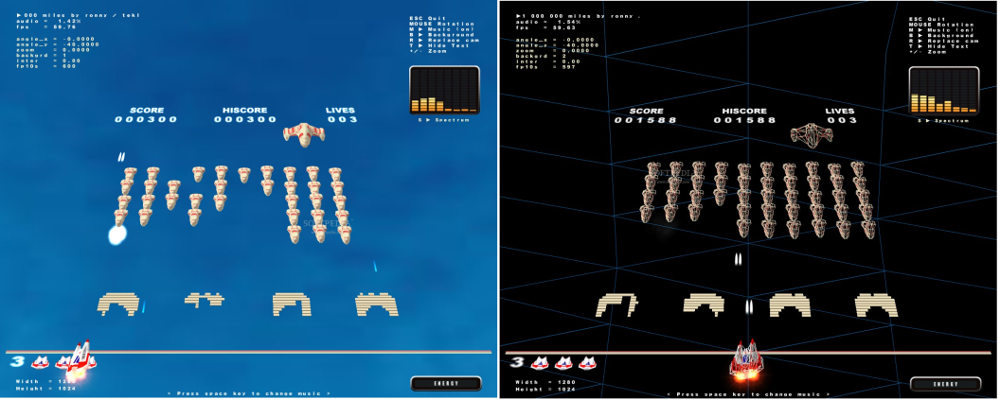 ▶000 miles by ronny / tekl
audio = 1.42%
fps = 59.76
angle_x = -0.0000
angle_y = -40.0000
zoom = 0.0000
backgrd = 1
inter = 0.00
fp10s = 600
ESC Quit
MOUSE Rotation
M ▶ Music (on)
B ▶ Background
R ▶ Replace cam
T ▶ Hide Text
+/- Zoom
S ▶ Spectrum
SCORE HISCORE LIVES
000300 000300 003
3
Width =
Height = 1024
< Press space key to change music >
ENERGY
▶1 000 000 miles by ronny .
audio = 1.54%
fps = 59.63
angle_x = -0.0000
angle_y = -40.0000
zoom = 0.0000
backgrd = 2
inter = 0.00
fp10s = 597
ESC Quit
MOUSE Rotation
M ▶ Music (on)
B ▶ Background
R ▶ Replace cam
T ▶ Hide Text
+/- Zoom
S ▶ Spectrum
SCORE HISCORE LIVES
001588 001588 003
3
Width = 1280
Height = 1024
< Press space key to change music >
ENERGY